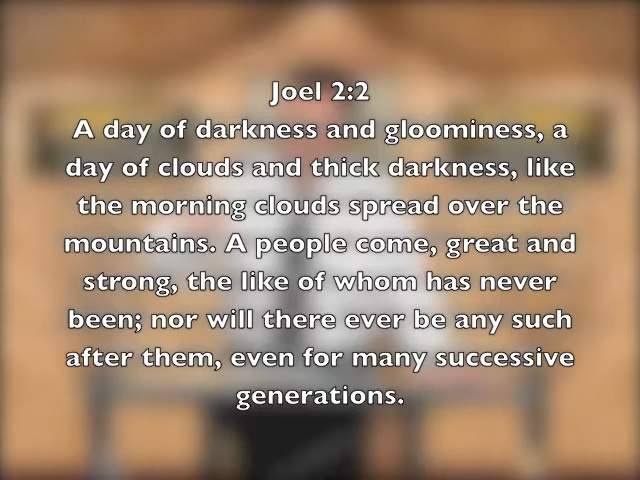 Joel 2:2
A day of darkness and gloominess, a
day of clouds and thick darkness, like
the morning clouds spread over the
mountains. A people come, great and
strong, the like of whom has never
been; nor will there ever be any such
after them, even for many successive
generations.